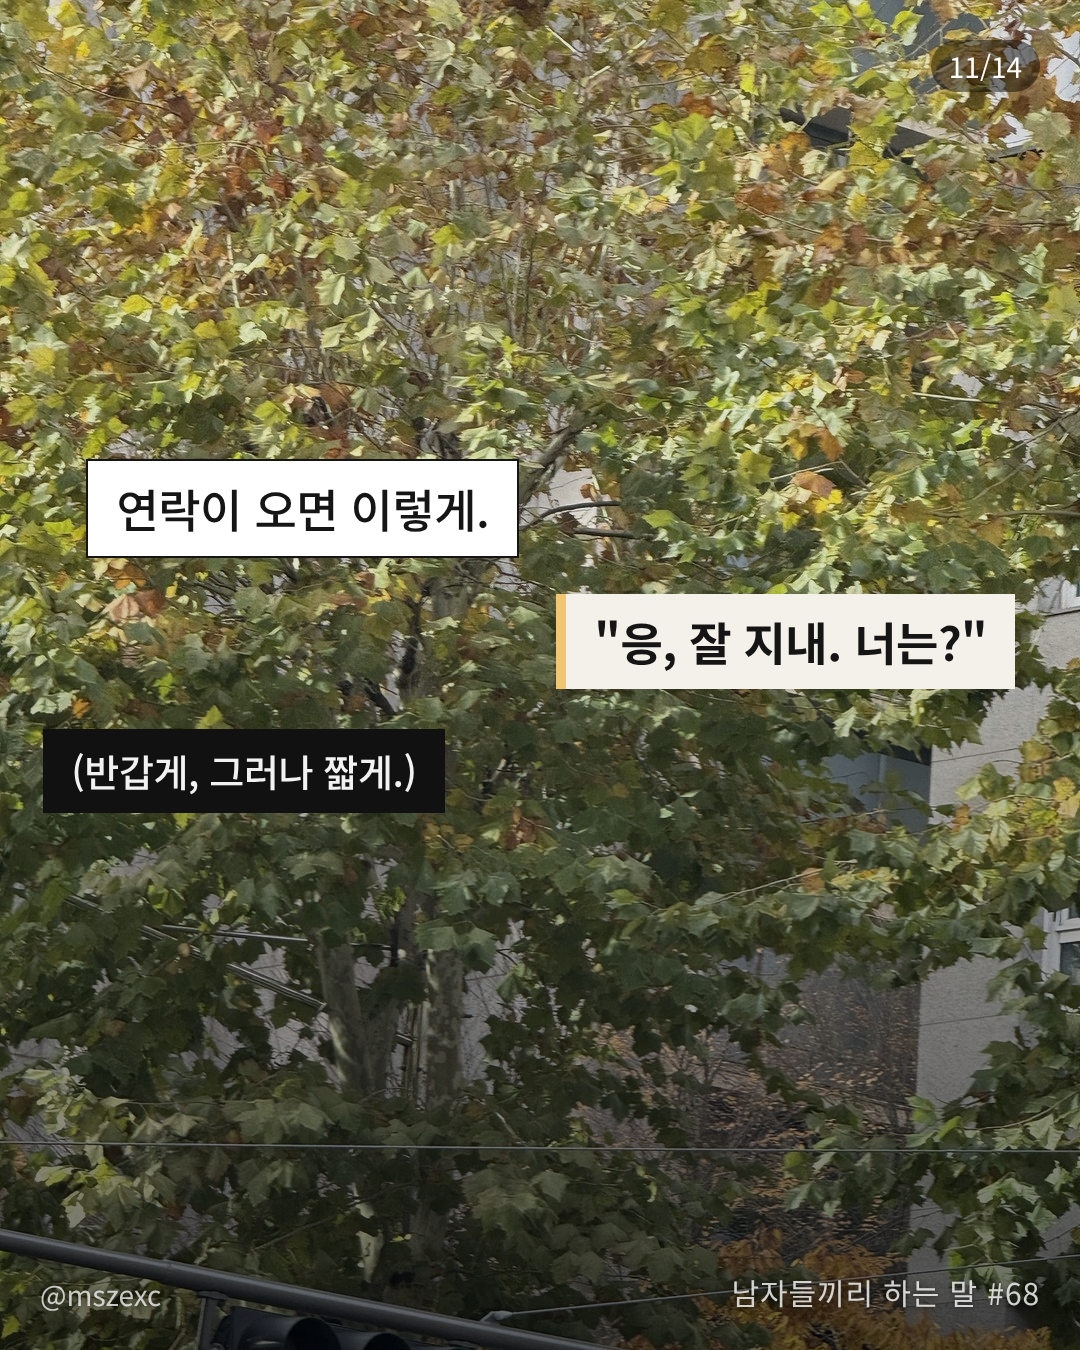 11/14
연락이 오면 이렇게.
"응, 잘 지내. 너는?"
(반갑게, 그러나 짧게.)
@mszexc
남자들끼리 하는 말 #68